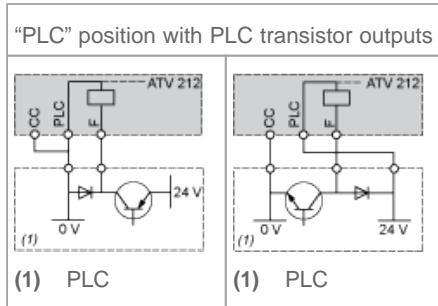 “PLC” position with PLC transistor outputs
ATV 212
CC
PLC
F
24 V
0 V
(1)
(1) PLC
ATV 212
CC
PLC
F
0 V
24 V
(1)
(1) PLC